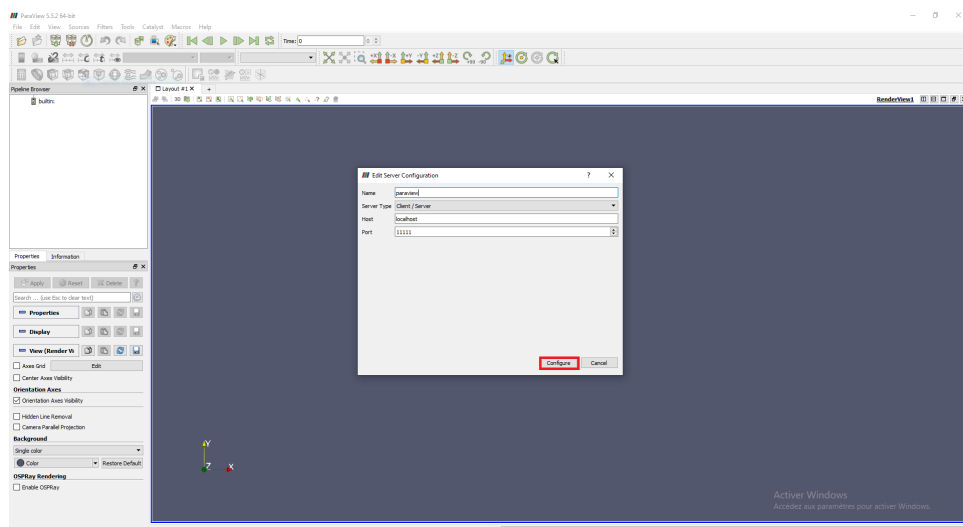 ParaView 5.5.2 64-bit
File Edit View Sources Filters Tools Catalyst Macros Help
Time: 0
Pipeline Browser
Layout #1
builtin:
3D
RenderView1
Edit Server Configuration
Name paraview
Server Type Client / Server
Host localhost
Port 11111
Configure Cancel
Properties Information
Properties
Apply Reset Delete ?
Search ... (use Esc to clear text)
Properties
Display
View (Render Vi
Axes Grid Edit
Center Axes Visibility
Orientation Axes
Orientation Axes Visibility
Hidden Line Removal
Camera Parallel Projection
Background
Single color
Color Restore Default
OSPRay Rendering
Enable OSPRay
Y
Z X
Activer Windows
Accédez aux paramètres pour activer Windows.